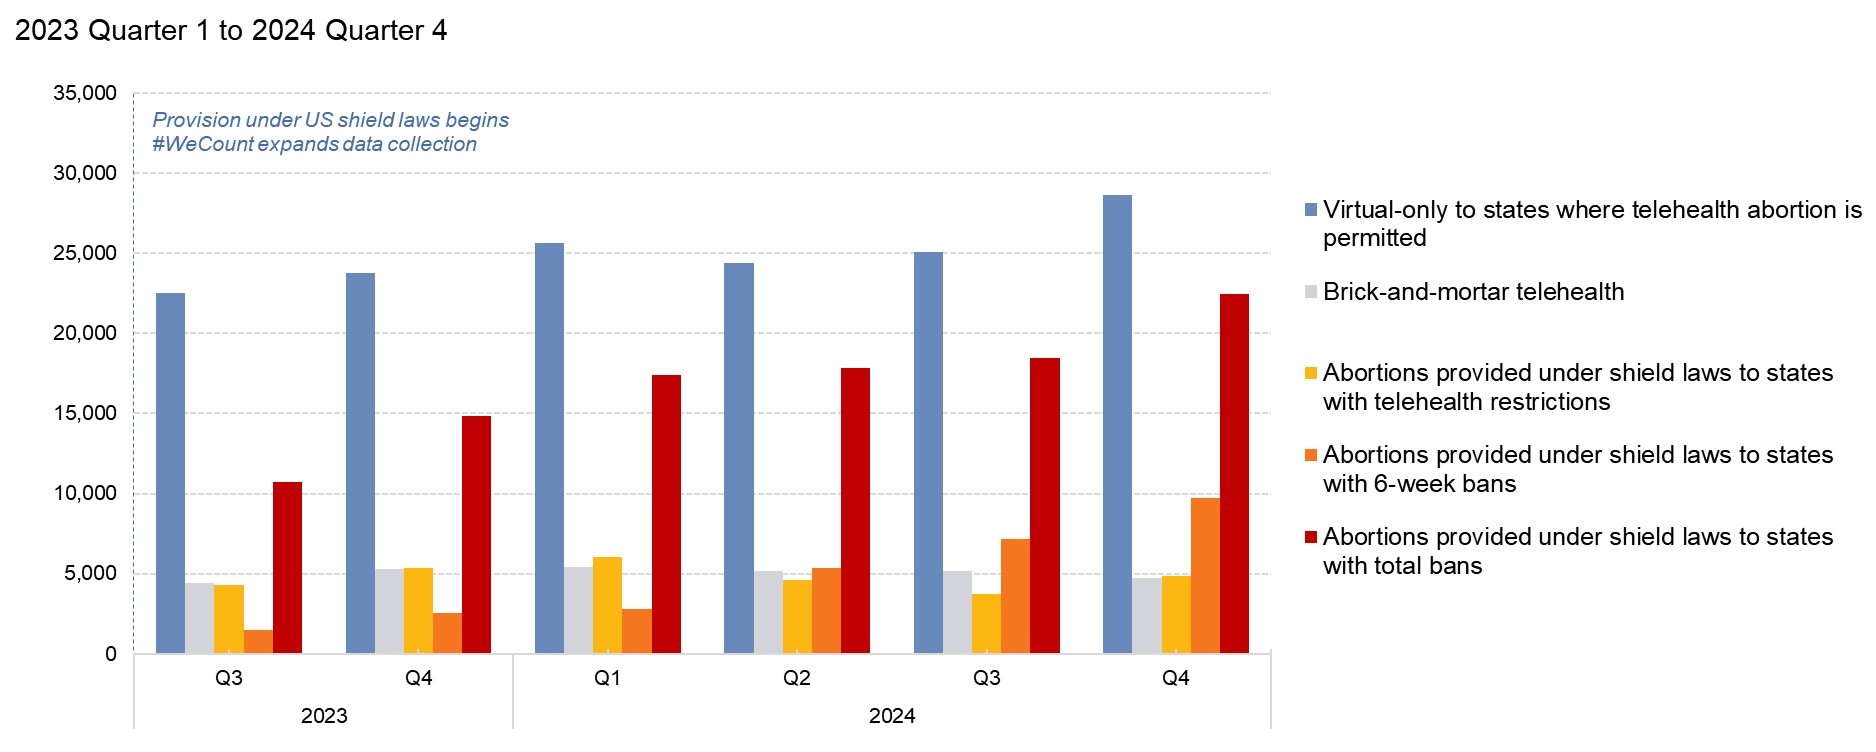 2023 Quarter 1 to 2024 Quarter 4
35,000
30,000
25,000
20,000
15,000
10,000
5,000
0
Provision under US shield laws begins
#WeCount expands data collection
Q3
Q4
Q1
Q2
Q3
Q4
2023
2024
Virtual-only to states where telehealth abortion is
permitted
Brick-and-mortar telehealth
Abortions provided under shield laws to states
with telehealth restrictions
Abortions provided under shield laws to states
with 6-week bans
Abortions provided under shield laws to states
with total bans